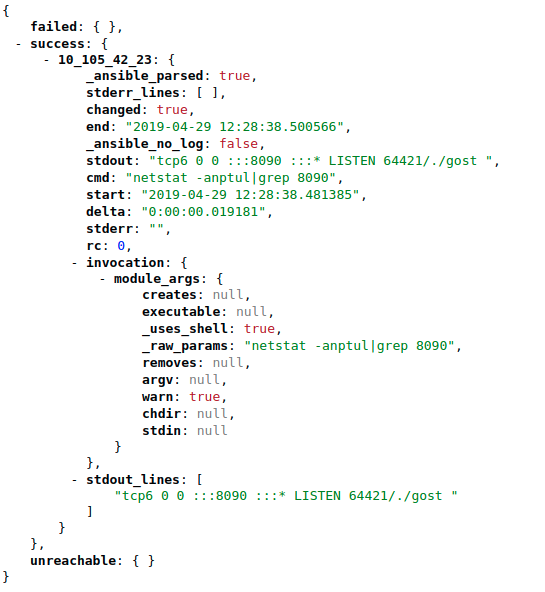 {
failed: { },
- success: {
- 10_105_42_23: {
_ansible_parsed: true,
stderr_lines: [ ],
changed: true,
end: "2019-04-29 12:28:38.500566",
_ansible_no_log: false,
stdout: "tcp6 0 0 :::8090 :::* LISTEN 64421/./gost ",
cmd: "netstat -anptul|grep 8090",
start: "2019-04-29 12:28:38.481385",
delta: "0:00:00.019181",
stderr: "",
rc: 0,
- invocation: {
- module_args: {
creates: null,
executable: null,
_uses_shell: true,
_raw_params: "netstat -anptul|grep 8090",
removes: null,
argv: null,
warn: true,
chdir: null,
stdin: null
}
},
- stdout_lines: [
"tcp6 0 0 :::8090 :::* LISTEN 64421/./gost "
]
}
},
unreachable: { }
}